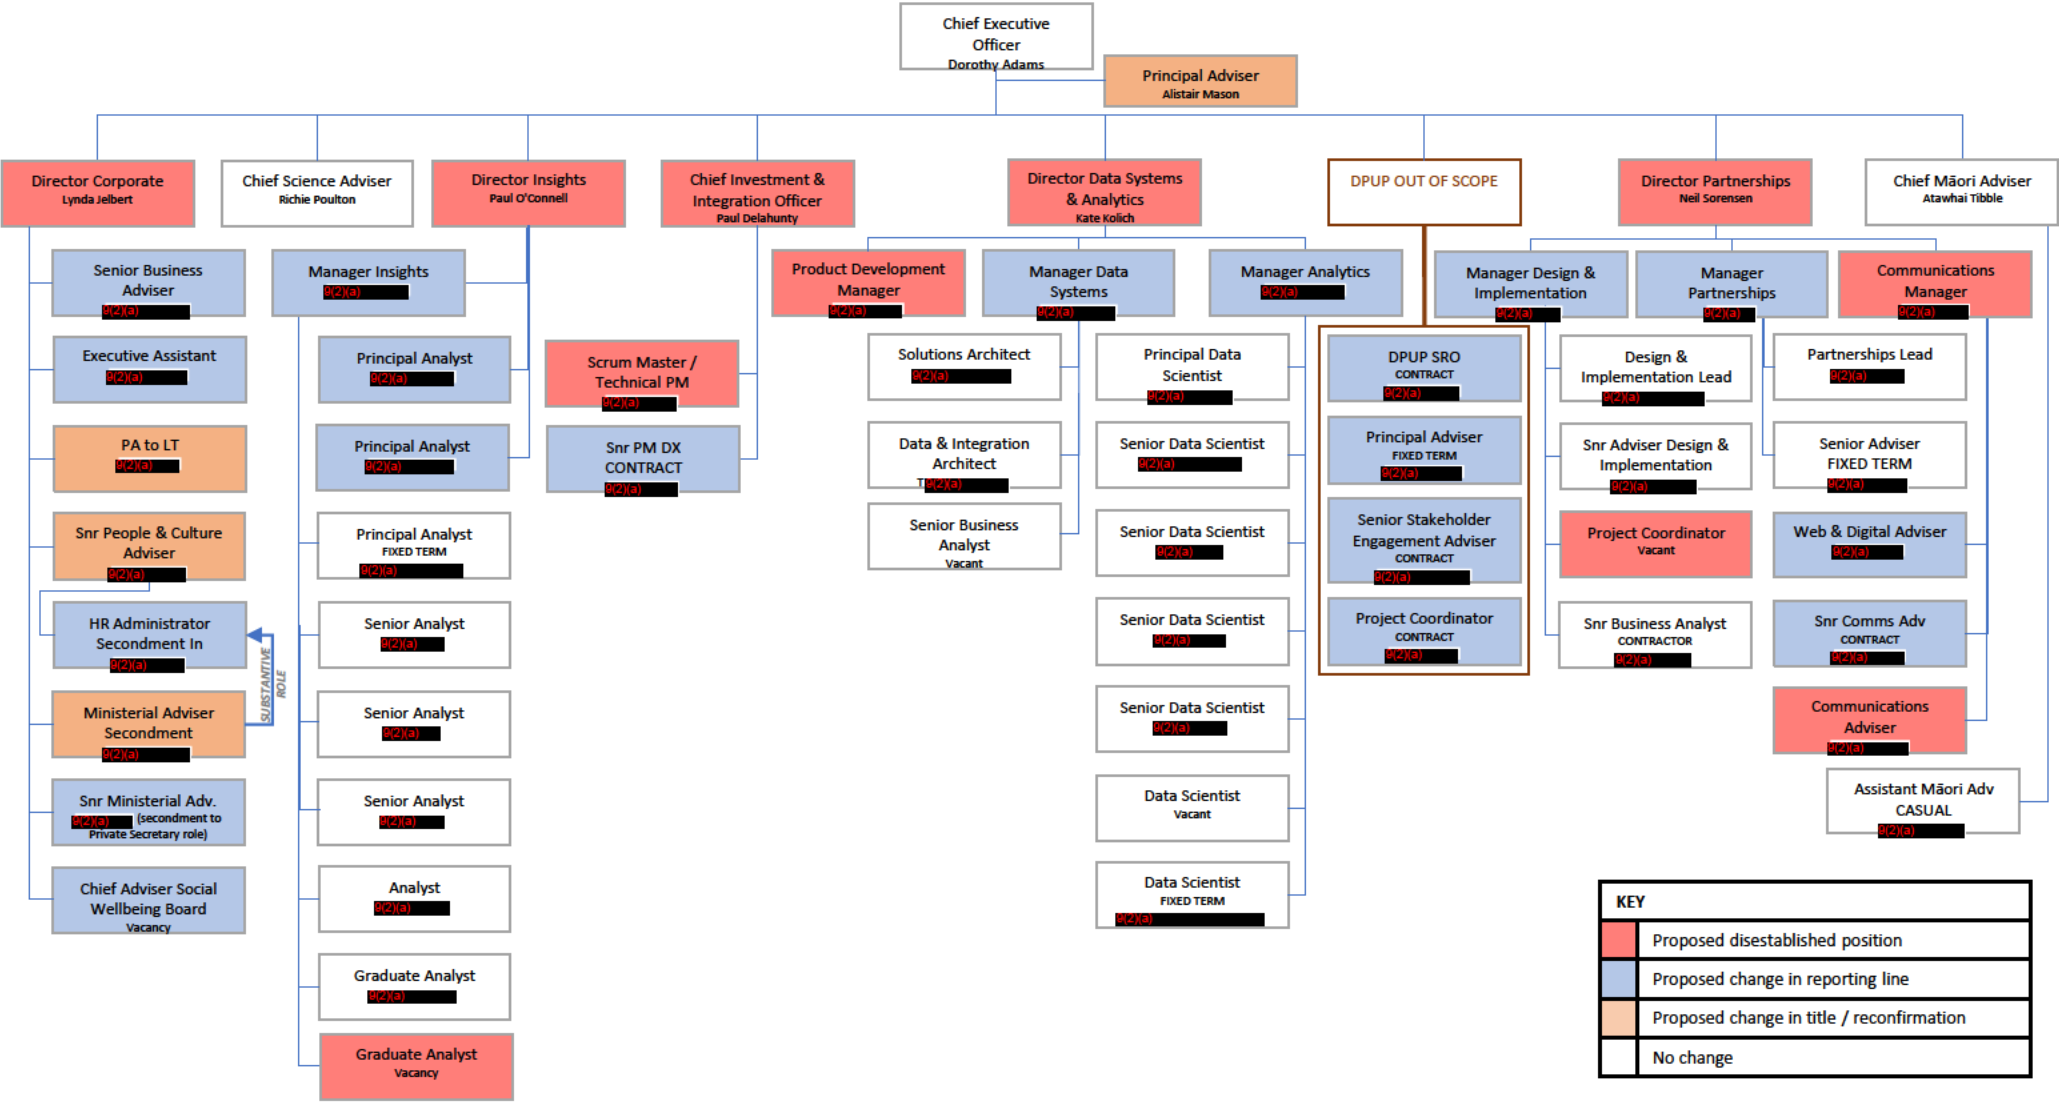 Chief Executive
Officer
Dorothy Adams
Principal Adviser
Alistair Mason
Director Corporate
Lynda Jelbert
Chief Science Adviser
Richie Poulton
Director Insights
Paul O'Connell
Chief Investment &
Integration Officer
Paul Delahunty
Director Data Systems
& Analytics
Kate Kolich
DPUP OUT OF SCOPE
Director Partnerships
Neil Sorensen
Chief Māori Adviser
Atawhai Tibble
Senior Business
Adviser
9(2)(a)
Executive Assistant
9(2)(a)
PA to LT
9(2)(a)
Snr People & Culture
Adviser
9(2)(a)
HR Administrator
Secondment In
9(2)(a)
SUBSTANTIVE
ROLE
Ministerial Adviser
Secondment
9(2)(a)
Snr Ministerial Adv.
9(2)(a) (secondment to
Private Secretary role)
Chief Adviser Social
Wellbeing Board
Vacancy
Manager Insights
9(2)(a)
Principal Analyst
9(2)(a)
Principal Analyst
9(2)(a)
Principal Analyst
FIXED TERM
9(2)(a)
Senior Analyst
9(2)(a)
Senior Analyst
9(2)(a)
Senior Analyst
9(2)(a)
Analyst
9(2)(a)
Graduate Analyst
9(2)(a)
Graduate Analyst
Vacancy
Scrum Master /
Technical PM
9(2)(a)
Snr PM DX
CONTRACT
9(2)(a)
Product Development
Manager
9(2)(a)
Manager Data
Systems
9(2)(a)
Solutions Architect
9(2)(a)
Data & Integration
Architect
T9(2)(a)
Senior Business
Analyst
Vacant
Manager Analytics
9(2)(a)
Principal Data
Scientist
9(2)(a)
Senior Data Scientist
9(2)(a)
Senior Data Scientist
9(2)(a)
Senior Data Scientist
9(2)(a)
Senior Data Scientist
9(2)(a)
Data Scientist
Vacant
Data Scientist
FIXED TERM
9(2)(a)
DPUP SRO
CONTRACT
9(2)(a)
Principal Adviser
FIXED TERM
9(2)(a)
Senior Stakeholder
Engagement Adviser
CONTRACT
9(2)(a)
Project Coordinator
CONTRACT
9(2)(a)
Manager Design &
Implementation
9(2)(a)
Design &
Implementation Lead
9(2)(a)
Snr Adviser Design &
Implementation
9(2)(a)
Project Coordinator
Vacant
Snr Business Analyst
CONTRACTOR
9(2)(a)
Manager
Partnerships
9(2)(a)
Partnerships Lead
9(2)(a)
Senior Adviser
FIXED TERM
9(2)(a)
Communications
Manager
9(2)(a)
Web & Digital Adviser
9(2)(a)
Snr Comms Adv
CONTRACT
9(2)(a)
Communications
Adviser
9(2)(a)
Assistant Māori Adv
CASUAL
9(2)(a)
KEY
Proposed disestablished position
Proposed change in reporting line
Proposed change in title / reconfirmation
No change